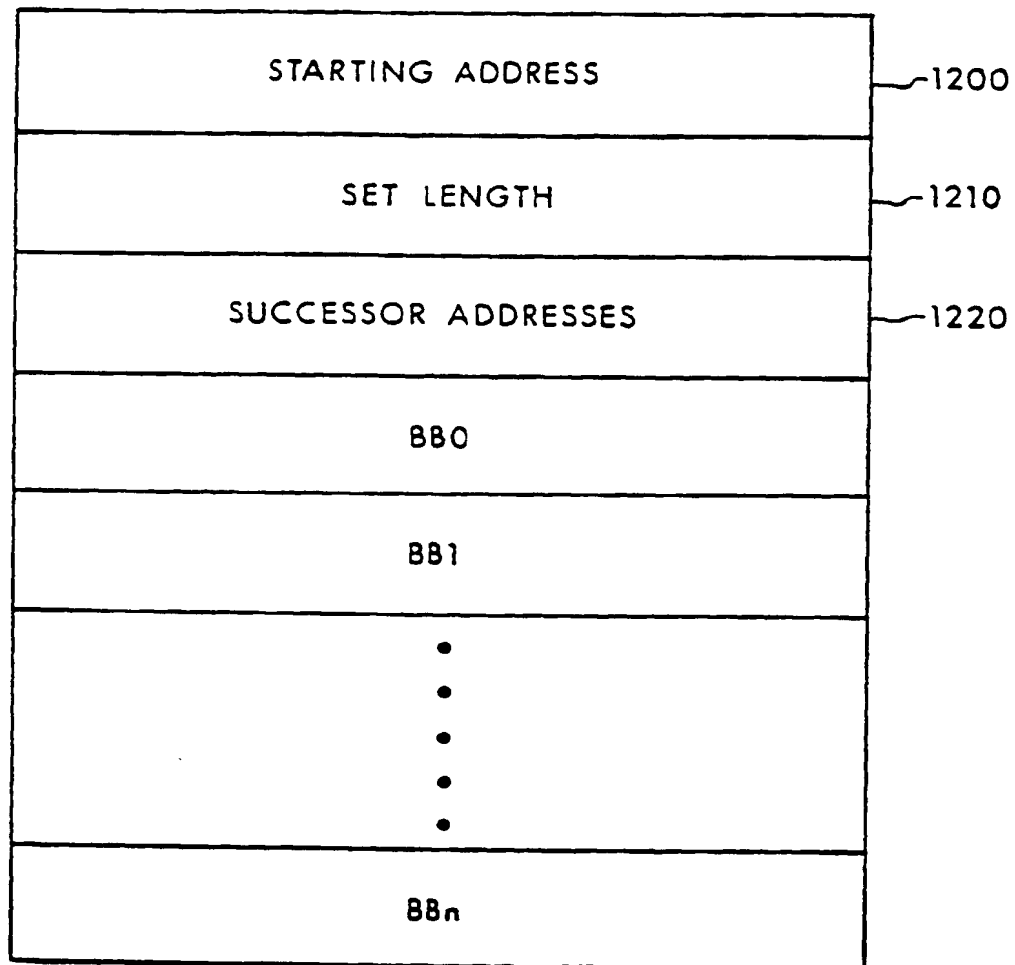 STARTING ADDRESS 1200
SET LENGTH 1210
SUCCESSOR ADDRESSES 1220
BB0
BB1
BBn